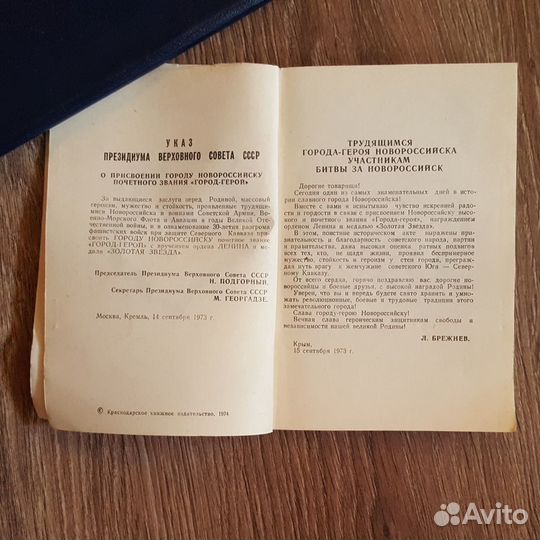 УКАЗ
ПРЕЗИДИУМА ВЕРХОВНОГО СОВЕТА СССР
О ПРИСВОЕНИИ ГОРОДУ НОВОРОССИЙСКУ
ПОЧЕТНОГО ЗВАНИЯ «ГОРОД-ГЕРОЙ»
За выдающиеся заслуги перед Родиной, массовый
героизм, мужество и стойкость, проявленные трудящи-
мися Новороссийска и воинами Советской Армии,
Военно-Морского Флота и Авиации в годы Великой Отече-
ственной войны, и в ознаменование 30-летия разгрома
фашистских войск при защите Северного Кавказа при-
своить ГОРОДУ НОВОРОССИЙСКУ почетное звание
«ГОРОД-ГЕРОЙ» с вручением ордена ЛЕНИНА и ме-
дали «ЗОЛОТАЯ ЗВЕЗДА».
Председатель Президиума Верховного Совета СССР
Н. ПОДГОРНЫЙ.
Секретарь Президиума Верховного Совета СССР
М. ГЕОРГАДЗЕ.
Москва, Кремль, 14 сентября 1973 г.
© Краснодарское книжное издательство, 1974
ТРУДЯЩИМСЯ
ГОРОДА-ГЕРОЯ НОВОРОССИЙСКА
УЧАСТНИКАМ
БИТВЫ ЗА НОВОРОССИЙСК
Дорогие товарищи!
Сегодня один из самых знаменательных дней в исто-
рии славного города Новороссийска!
Вместе с вами я испытываю чувство искренней радо-
сти и гордости в связи с присвоением Новороссийску высо-
кого и почетного звания «Города-героя», награждением
орденом Ленина и медалью «Золотая Звезда».
В этом, поистине историческом акте выражены при-
знательность и благодарность советского народа, партии
и правительства, дана высокая оценка ратных подвигов
всех тех, кто, не щадя жизни, проявил беспримерное
мужество, стойкость и героизм у стен города, преграж-
дая путь врагу к жемчужине советского Юга — Север-
ному Кавказу.
От всего сердца, горячо поздравляю вас, дорогие но-
вороссийцы и боевые друзья, с высокой наградой Родины!
Уверен, что вы и впредь будете свято хранить и умно-
жать революционные, боевые и трудовые традиции этого
замечательного города!
Слава городу-герою Новороссийску!
Вечная слава героическим защитникам свободы и
независимости нашей великой Родины!
Л. БРЕЖНЕВ.
Крым,
15 сентября 1973 г.
Avito